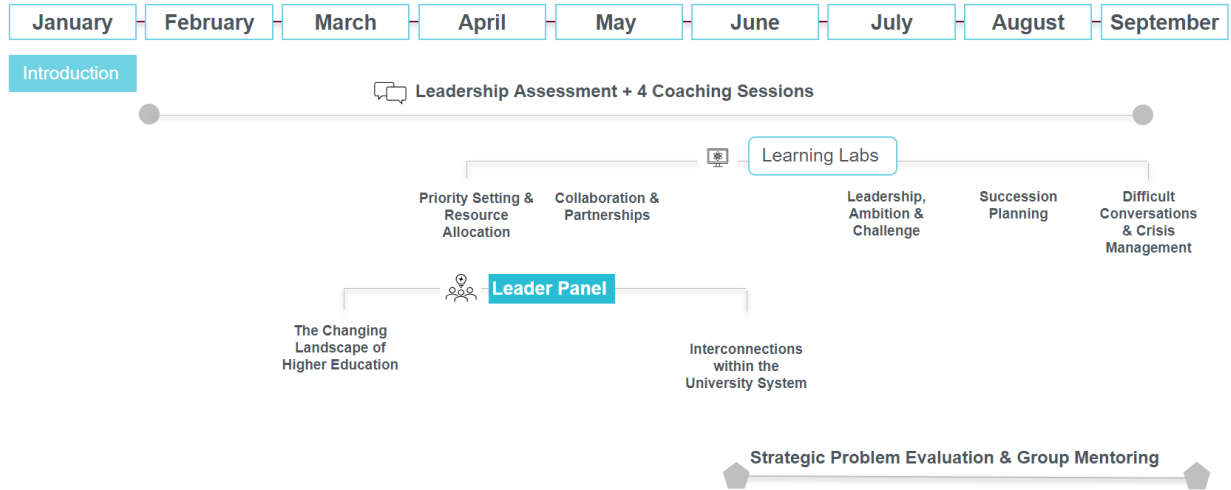 January February March April May June July August September
Introduction
Leadership Assessment + 4 Coaching Sessions
Learning Labs
Priority Setting &
Resource
Allocation
Collaboration &
Partnerships
Leadership,
Ambition &
Challenge
Succession
Planning
Difficult
Conversations
& Crisis
Management
Leader Panel
The Changing
Landscape of
Higher Education
Interconnections
within the
University System
Strategic Problem Evaluation & Group Mentoring